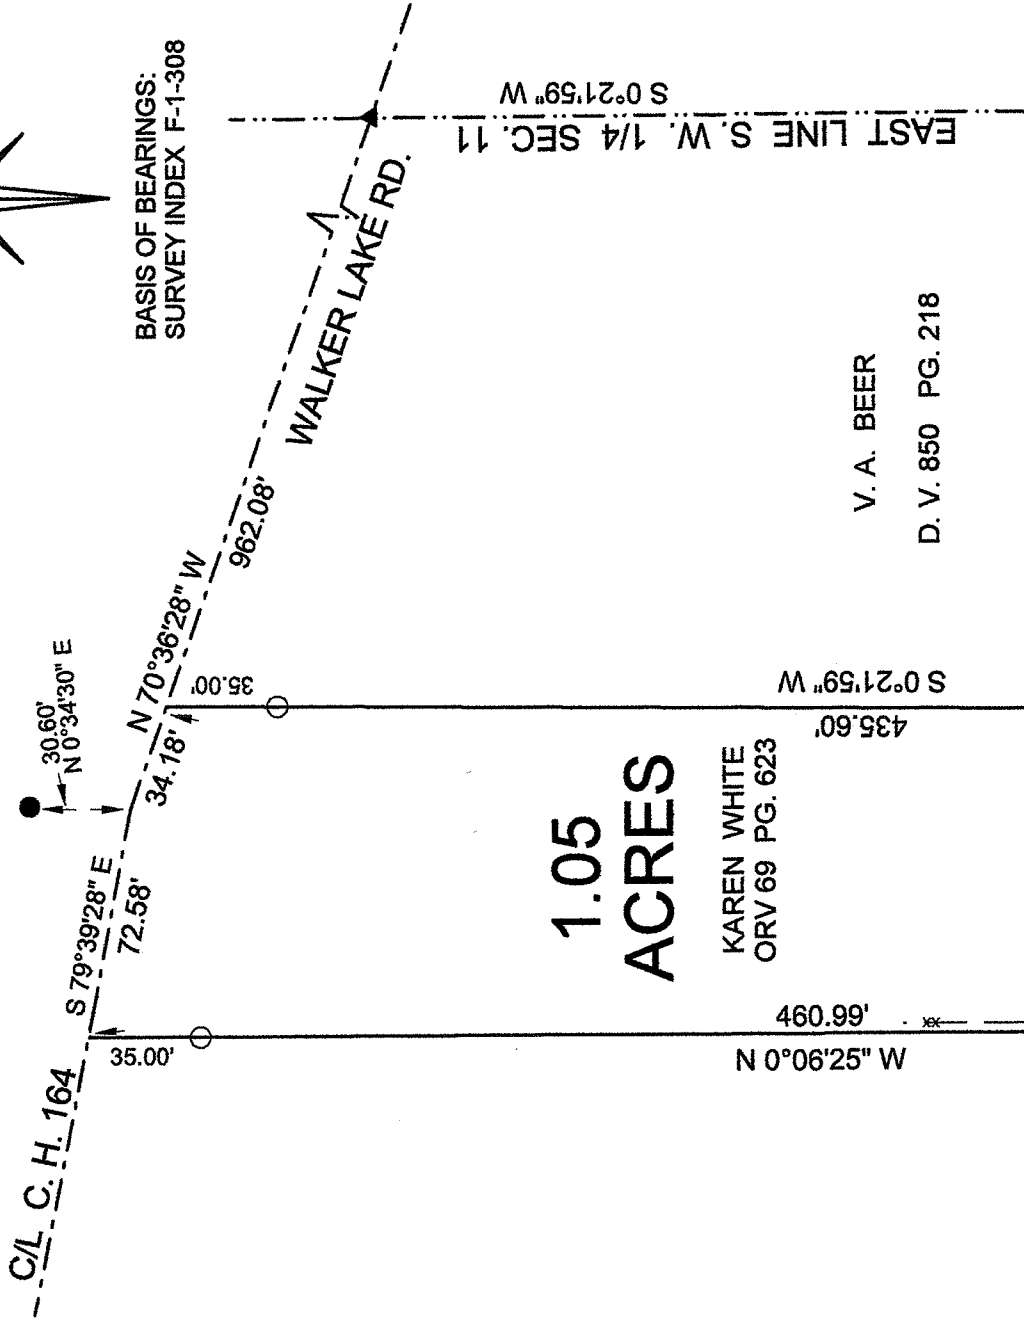 BASIS OF BEARINGS:
SURVEY INDEX F-1-308
S 0°21'59" W
EAST LINE S. W. 1/4 SEC. 11
WALKER LAKE RD.
962.08'
N 70°36'28" W
30.60'
N 0°34'30" E
34.18'
S 79°39'28" E
72.58'
C/L C. H. 164
35.00'
35.00'
V. A. BEER
D. V. 850 PG. 218
S 0°21'59" W
435.60'
1.05
ACRES
KAREN WHITE
ORV 69 PG. 623
460.99'
N 0°06'25" W
xx